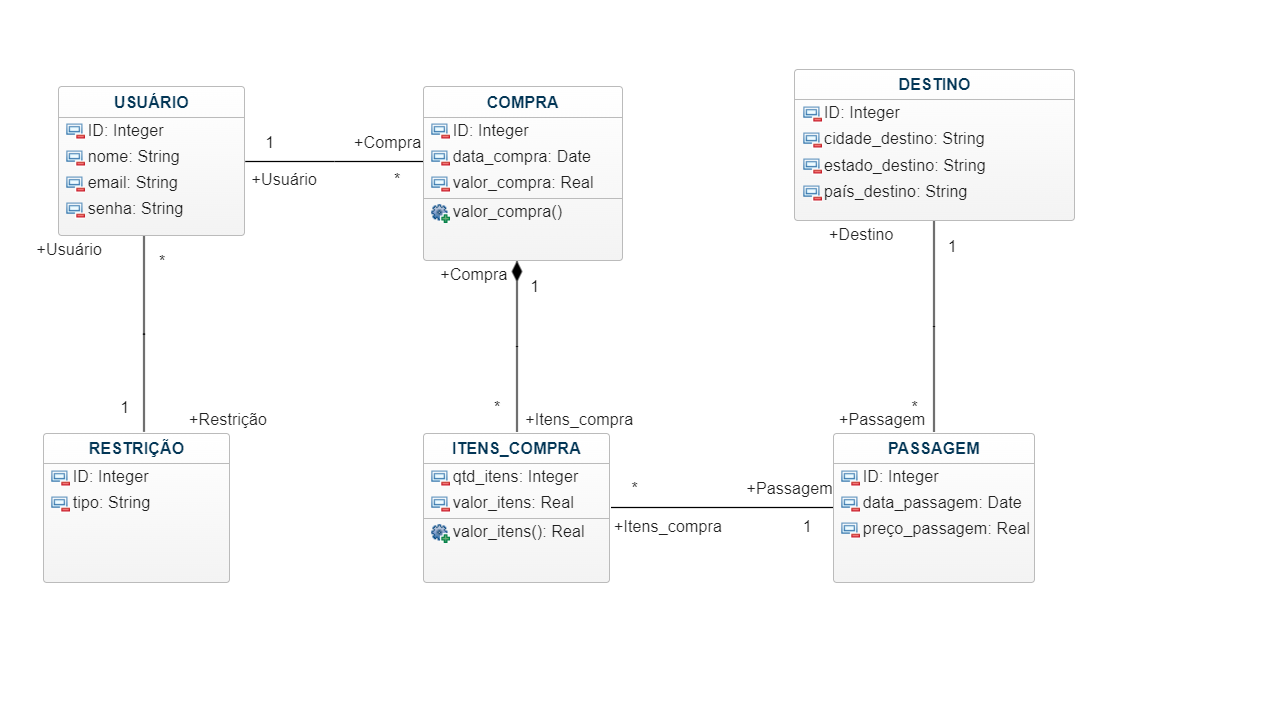 USUÁRIO
ID: Integer
nome: String
email: String
senha: String
1
+Compra
+Usuário
*
COMPRA
ID: Integer
data_compra: Date
valor_compra: Real
valor_compra()
DESTINO
ID: Integer
cidade_destino: String
estado_destino: String
país_destino: String
+Usuário
*
1
+Restrição
+Compra
1
*
+Itens_compra
+Destino
1
*
+Passagem
RESTRIÇÃO
ID: Integer
tipo: String
ITENS_COMPRA
qtd_itens: Integer
valor_itens: Real
valor_itens(): Real
*
+Passagem
+Itens_compra
1
PASSAGEM
ID: Integer
data_passagem: Date
preço_passagem: Real